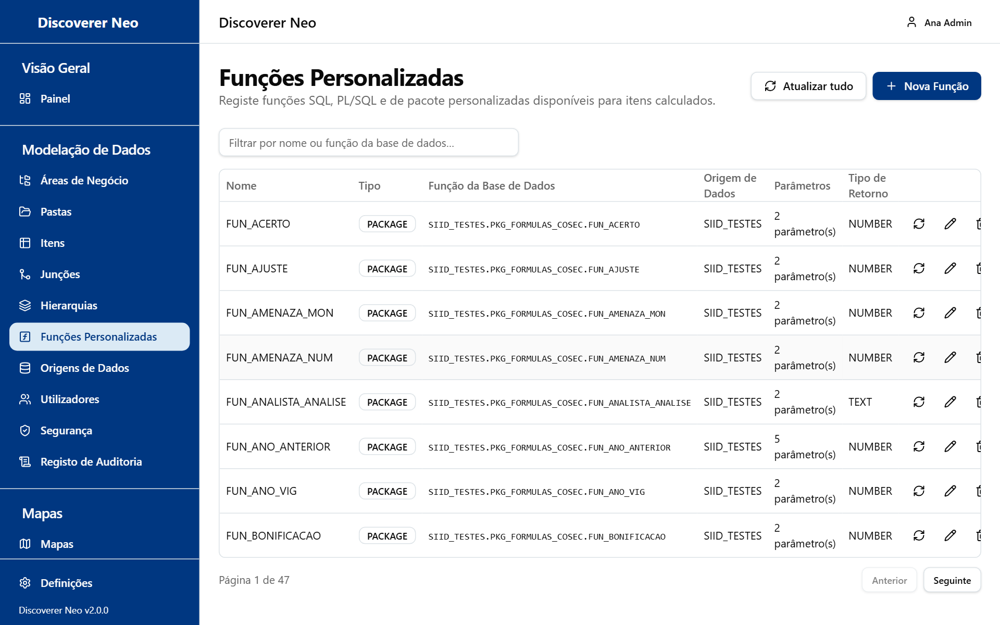 Discoverer Neo
Visão Geral
Painel
Modelação de Dados
Áreas de Negócio
Pastas
Itens
Junções
Hierarquias
Funções Personalizadas
Origens de Dados
Utilizadores
Segurança
Registo de Auditoria
Mapas
Mapas
Definições
Discoverer Neo v2.0.0
Discoverer Neo
Ana Admin
Funções Personalizadas
Registe funções SQL, PL/SQL e de pacote personalizadas disponíveis para itens calculados.
Atualizar tudo
Nova Função
Filtrar por nome ou função da base de dados...
Nome Tipo Função da Base de Dados Origem de Dados Parâmetros Tipo de Retorno
FUN_ACERTO PACKAGE SIID_TESTES.PKG_FORMULAS_COSEC.FUN_ACERTO SIID_TESTES 2 parâmetro(s) NUMBER
FUN_AJUSTE PACKAGE SIID_TESTES.PKG_FORMULAS_COSEC.FUN_AJUSTE SIID_TESTES 2 parâmetro(s) NUMBER
FUN_AMENAZA_MON PACKAGE SIID_TESTES.PKG_FORMULAS_COSEC.FUN_AMENAZA_MON SIID_TESTES 2 parâmetro(s) NUMBER
FUN_AMENAZA_NUM PACKAGE SIID_TESTES.PKG_FORMULAS_COSEC.FUN_AMENAZA_NUM SIID_TESTES 2 parâmetro(s) NUMBER
FUN_ANALISTA_ANALISE PACKAGE SIID_TESTES.PKG_FORMULAS_COSEC.FUN_ANALISTA_ANALISE SIID_TESTES 2 parâmetro(s) TEXT
FUN_ANO_ANTERIOR PACKAGE SIID_TESTES.PKG_FORMULAS_COSEC.FUN_ANO_ANTERIOR SIID_TESTES 5 parâmetro(s) NUMBER
FUN_ANO_VIG PACKAGE SIID_TESTES.PKG_FORMULAS_COSEC.FUN_ANO_VIG SIID_TESTES 2 parâmetro(s) NUMBER
FUN_BONIFICACAO PACKAGE SIID_TESTES.PKG_FORMULAS_COSEC.FUN_BONIFICACAO SIID_TESTES 2 parâmetro(s) NUMBER
Página 1 de 47
Anterior
Seguinte